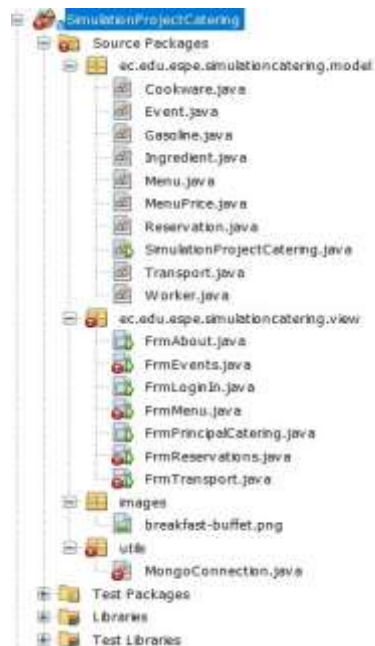 SimulationProjectCatering
Source Packages
ec.edu.espe.simulationcatering.model
Cookware.java
Event.java
Gasoline.java
Ingredient.java
Menu.java
MenuPrice.java
Reservation.java
SimulationProjectCatering.java
Transport.java
Worker.java
ec.edu.espe.simulationcatering.view
FrmAbout.java
FrmEvents.java
FrmLoginIn.java
FrmMenu.java
FrmPrincipalCatering.java
FrmReservations.java
FrmTransport.java
images
breakfast-buffet.png
utils
MongoConnection.java
Test Packages
Libraries
Test Libraries